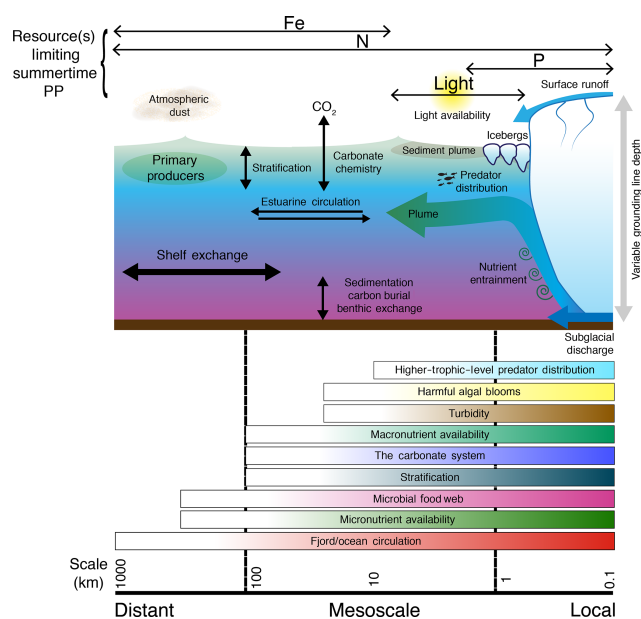 Resource(s)
limiting
summertime
PP
Fe
N
P
Light
Light availability
Surface runoff
Atmospheric
dust
CO2
Icebergs
Sediment plume
Primary
producers
Stratification
Carbonate
chemistry
Predator
distribution
Estuarine circulation
Plume
Shelf exchange
Nutrient
entrainment
Sedimentation
carbon burial
benthic exchange
Variable grounding line depth
Subglacial
discharge
Higher-trophic-level predator distribution
Harmful algal blooms
Turbidity
Macronutrient availability
The carbonate system
Stratification
Microbial food web
Micronutrient availability
Fjord/ocean circulation
Scale
(km)
1000
100
10
1
0.1
Distant
Mesoscale
Local